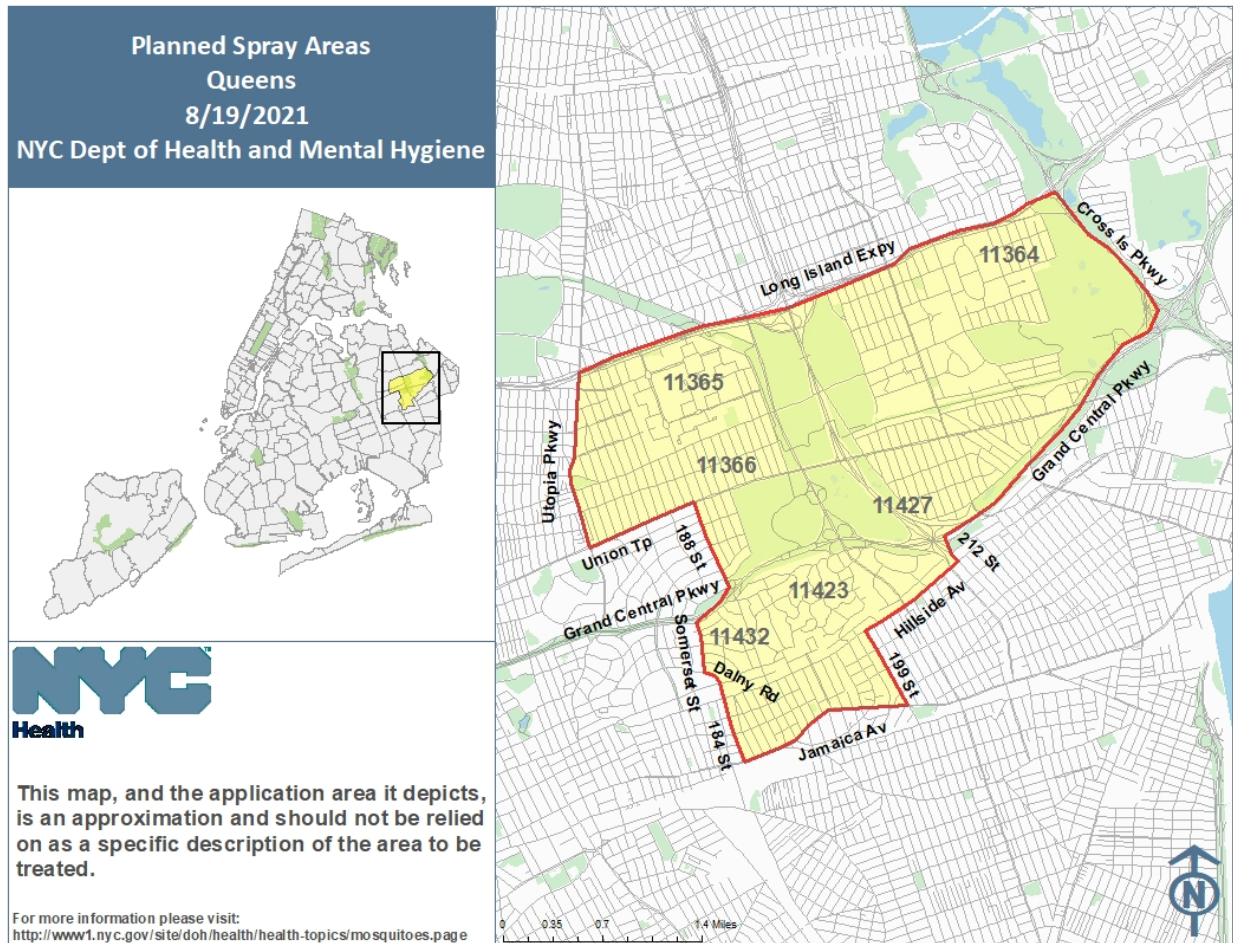 Planned Spray Areas
Queens
8/19/2021
NYC Dept of Health and Mental Hygiene
NYC
Health
This map, and the application area it depicts,
is an approximation and should not be relied
on as a specific description of the area to be
treated.
For more information please visit:
http://www1.nyc.gov/site/doh/health/health-topics/mosquitoes.page
Cross Is Pkwy
11364
Long Island Expy
11365
Grand Central Pkwy
Utopia Pkwy
11366
11427
188 St
Union Tp
212 St
11423
Hillside Av
Grand Central Pkwy
11432
Somerset St
199 St
Dalny Rd
184 St
Jamaica Av
0 0.35 0.7 1.4 Miles
N